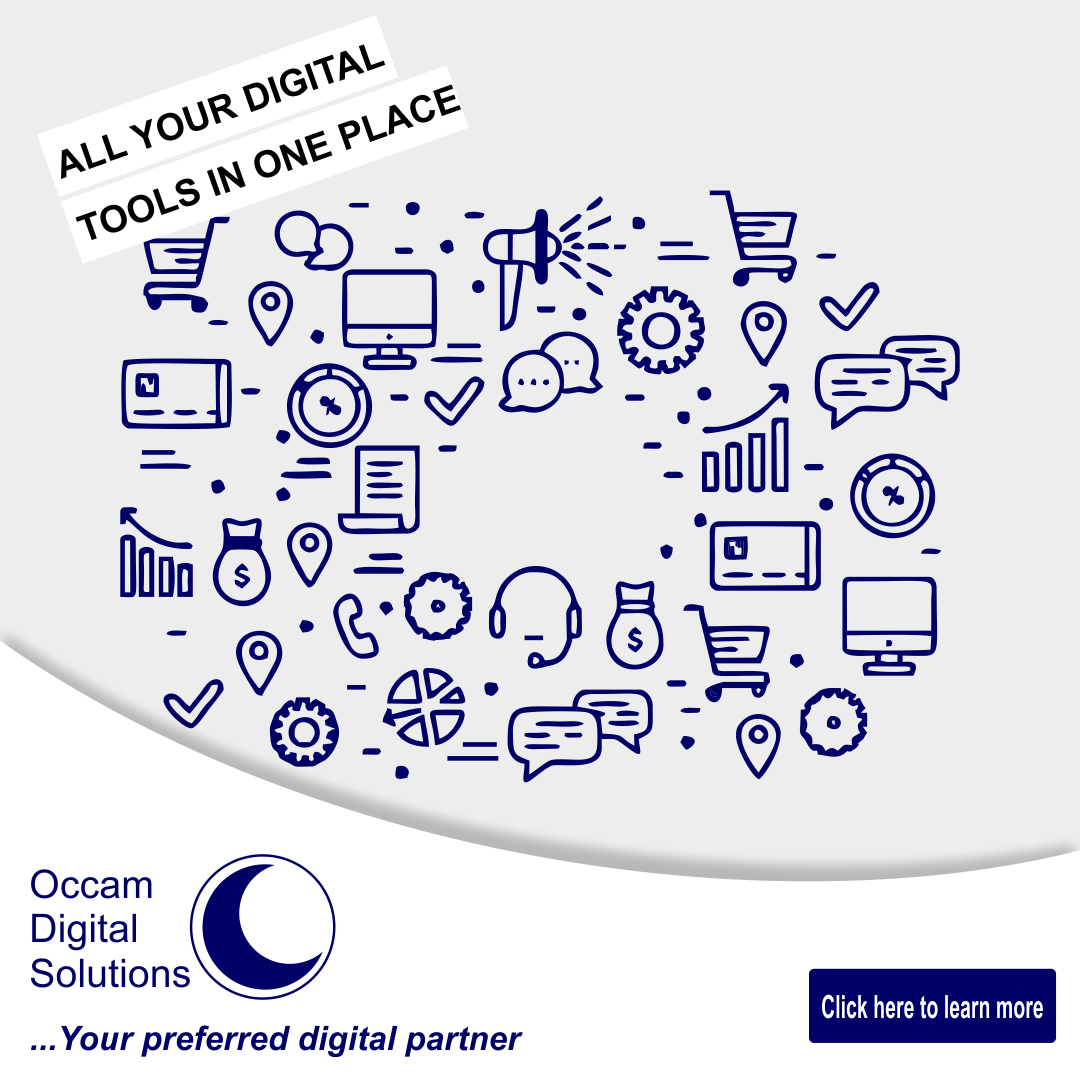 ALL YOUR DIGITAL
TOOLS IN ONE PLACE
%
%
$
$
Occam
Digital
Solutions
...Your preferred digital partner
Click here to learn more